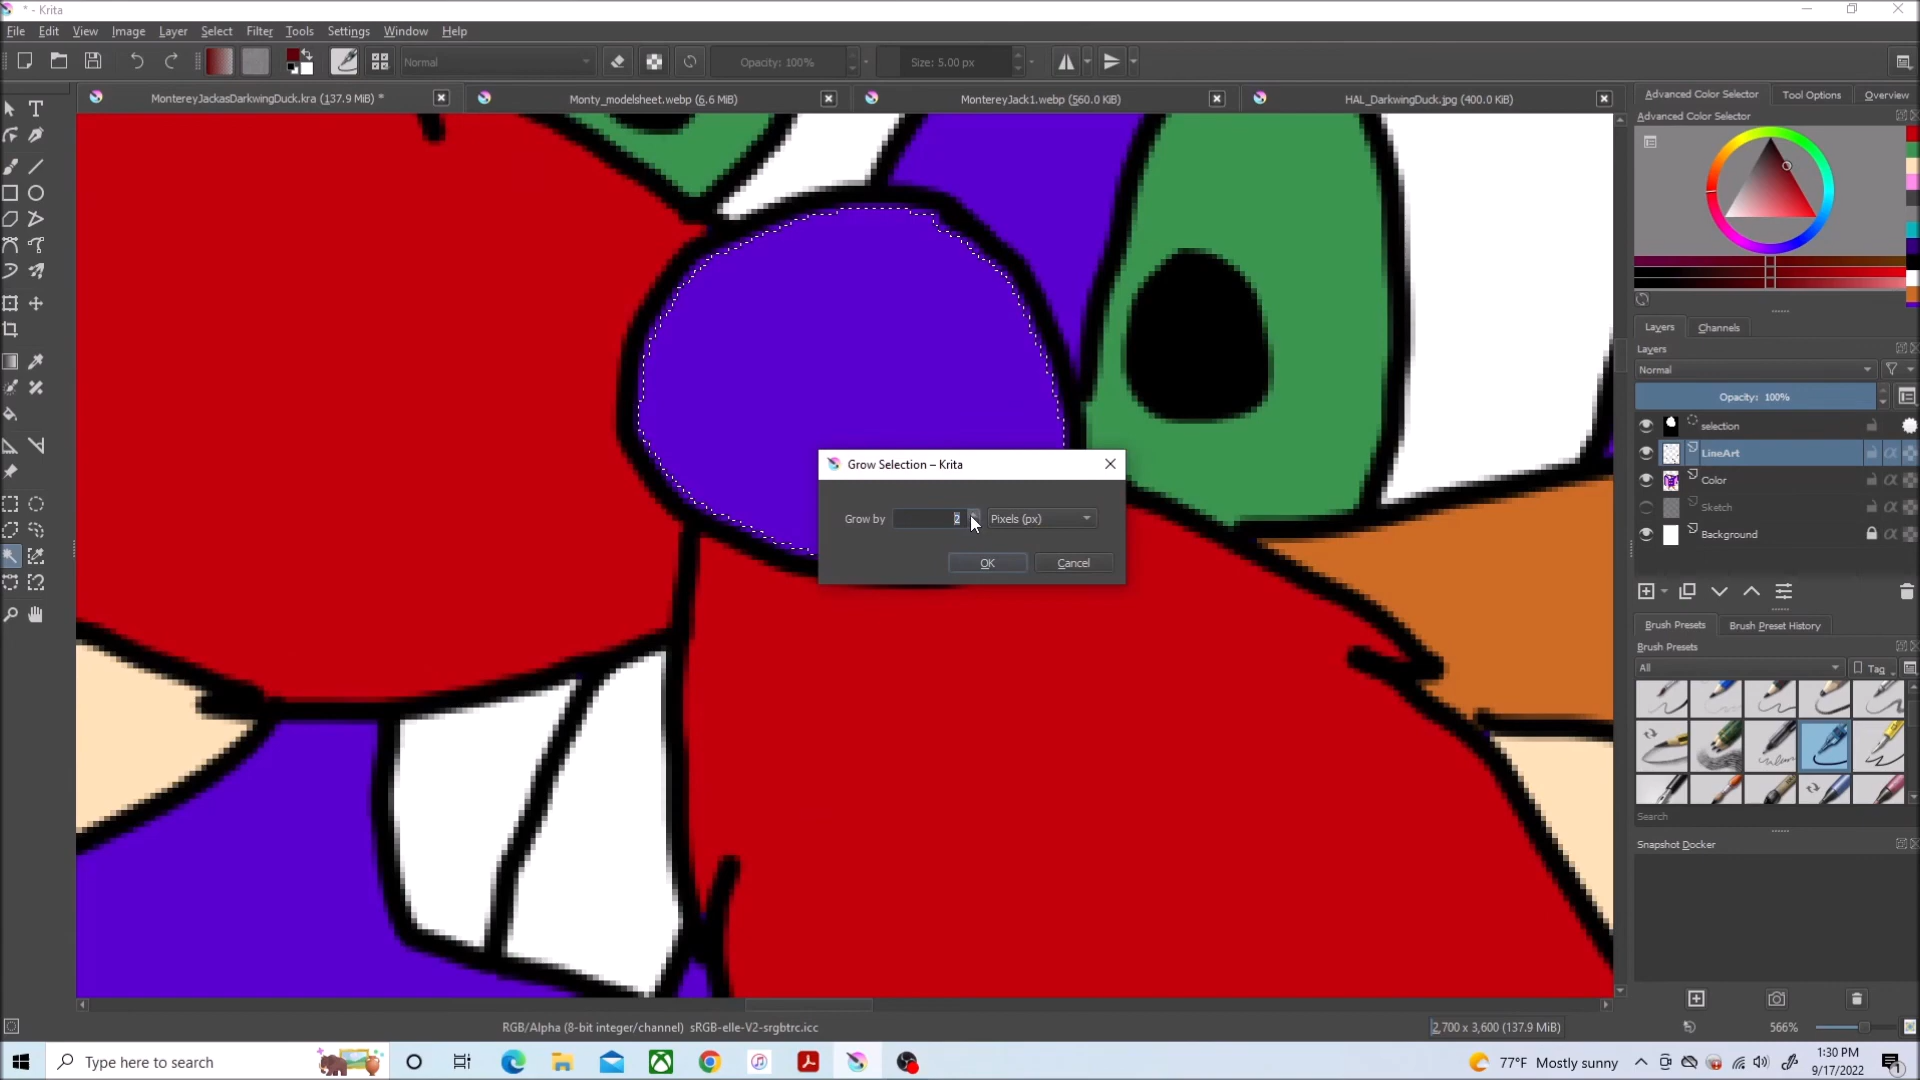 * - Krita
File Edit View Image Layer Select Filter Tools Settings Window Help
Normal Opacity: 100% Size: 5.00 px
MontereyJackasDarkwingDuck.kra (137.9 MiB) * Monty_modelsheet.webp (6.6 MiB) MontereyJack1.webp (560.0 KiB) HAL_DarkwingDuck.jpg (400.0 KiB)
Advanced Color Selector Tool Options Overview
Advanced Color Selector
Layers Channels
Layers
Normal
Opacity: 100%
selection
LineArt
Color
Sketch
Background
Grow Selection – Krita
Grow by 2 Pixels (px)
OK Cancel
Brush Presets Brush Preset History
Brush Presets
All Tag
Search
Snapshot Docker
RGB/Alpha (8-bit integer/channel) sRGB-elle-V2-srgbtrc.icc 2,700 x 3,600 (137.9 MiB) 566%
Type here to search 77°F Mostly sunny 1:30 PM
9/17/2022
1